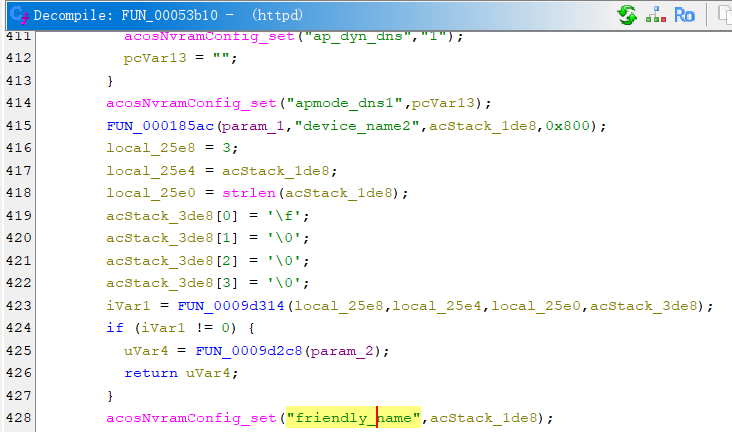 Decompile: FUN_00053b10 - (httpd)
411 acosNvramConfig_set("ap_dyn_dns","1");
412 pcVar13 = "";
413 }
414 acosNvramConfig_set("apmode_dns1",pcVar13);
415 FUN_000185ac(param_1,"device_name2",acStack_1de8,0x800);
416 local_25e8 = 3;
417 local_25e4 = acStack_1de8;
418 local_25e0 = strlen(acStack_1de8);
419 acStack_3de8[0] = '\f';
420 acStack_3de8[1] = '\0';
421 acStack_3de8[2] = '\0';
422 acStack_3de8[3] = '\0';
423 iVar1 = FUN_0009d314(local_25e8,local_25e4,local_25e0,acStack_3de8);
424 if (iVar1 != 0) {
425 uVar4 = FUN_0009d2c8(param_2);
426 return uVar4;
427 }
428 acosNvramConfig_set("friendly_name",acStack_1de8);